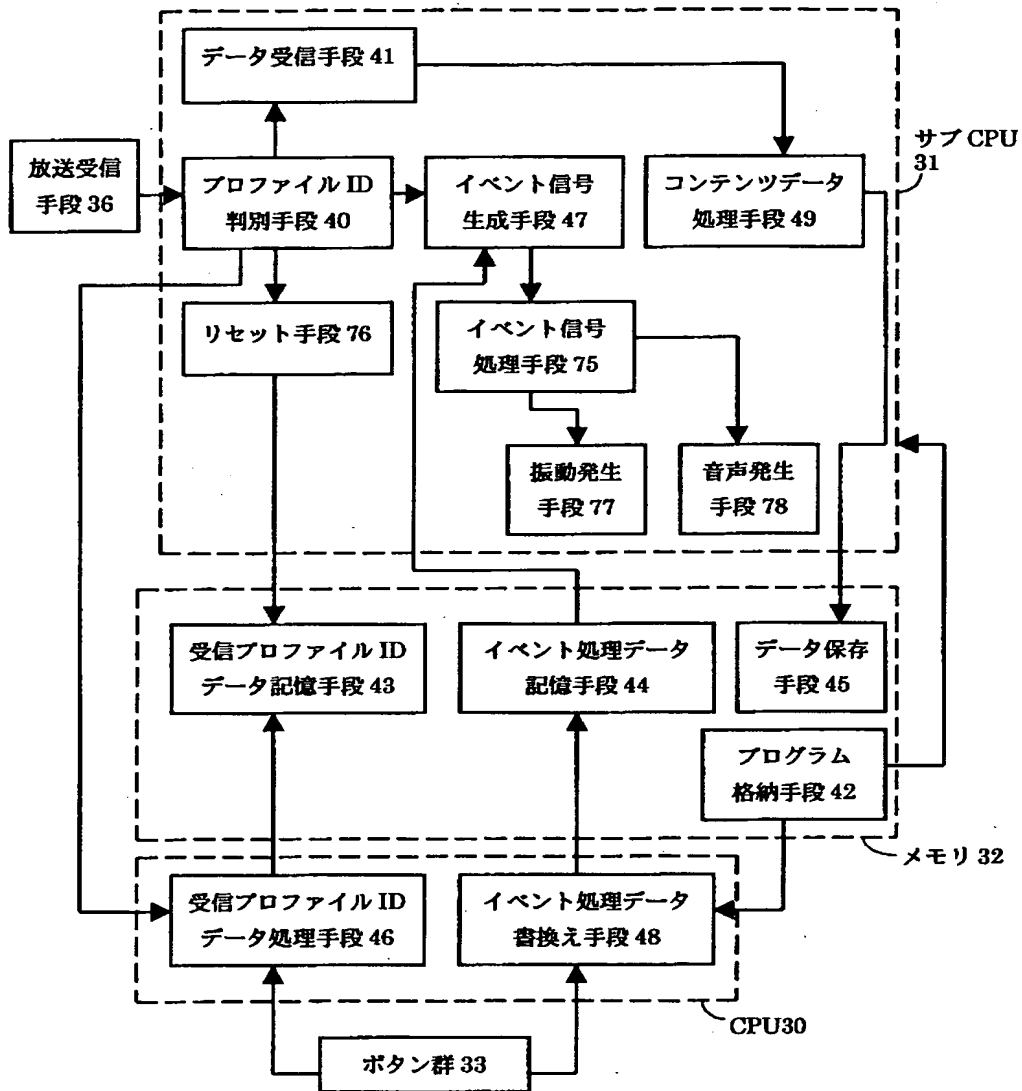 データ受信手段 41
放送受信
手段 36
プロファイル ID
判別手段 40
イベント信号
生成手段 47
コンテンツデータ
処理手段 49
サブ CPU
31
リセット手段 76
イベント信号
処理手段 75
振動発生
手段 77
音声発生
手段 78
受信プロファイル ID
データ記憶手段 43
イベント処理データ
記憶手段 44
データ保存
手段 45
プログラム
格納手段 42
メモリ 32
受信プロファイル ID
データ処理手段 46
イベント処理データ
書換え手段 48
CPU30
ボタン群 33